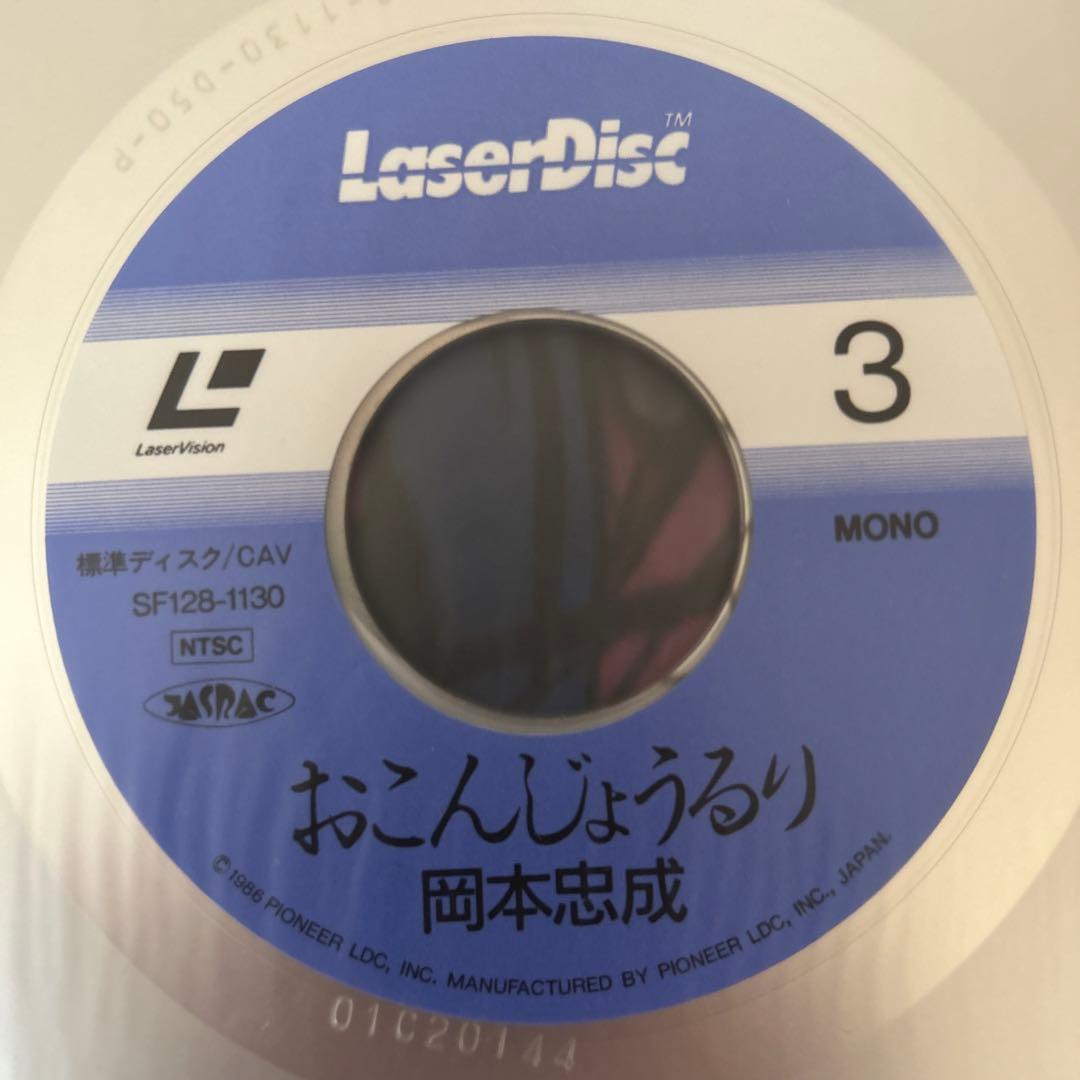 -1130-D50-P
LaserDisc™
LaserVision
3
MONO
標準ディスク/CAV
SF128-1130
NTSC
JASRAC
おこんじょうるり
岡本忠成
©1986 PIONEER LDC, INC. MANUFACTURED BY PIONEER LDC, INC., JAPAN.
01C20144